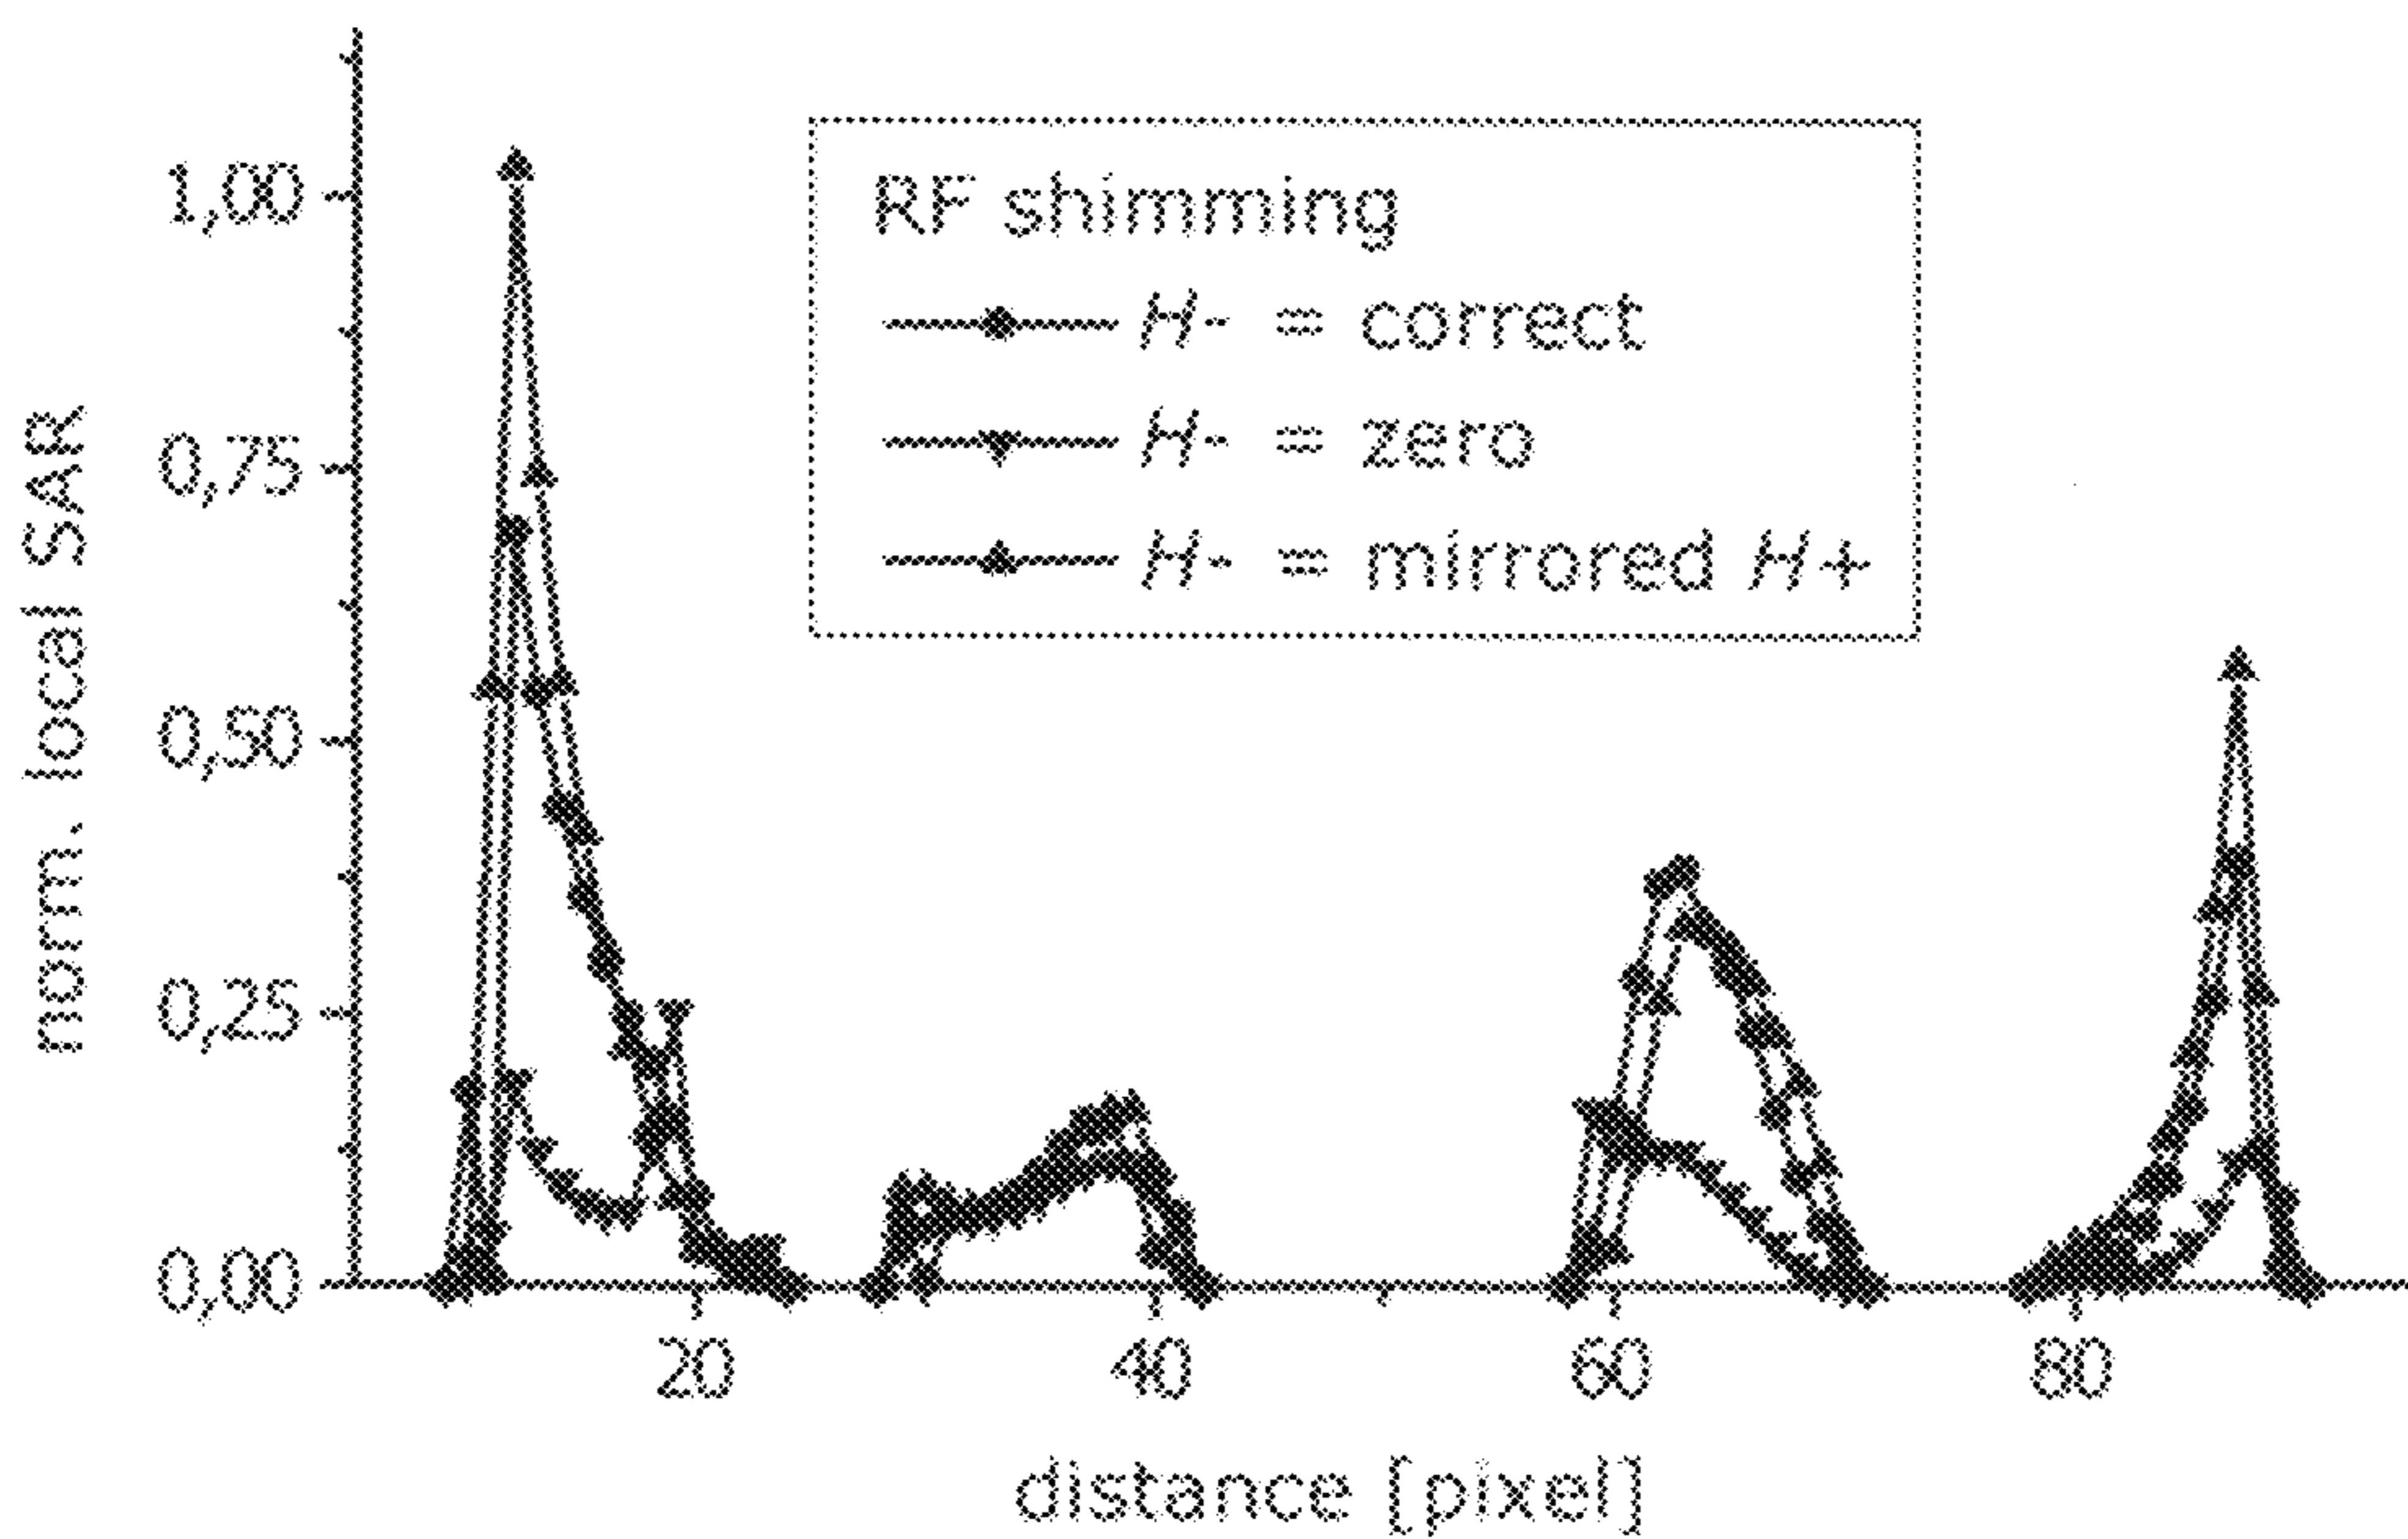 norm. local SAR
1,00
0,75
0,50
0,25
0,00
RF shimming
H- = correct
H- = zero
H- = mirrored H+
20 40 60 80
distance [pixel]